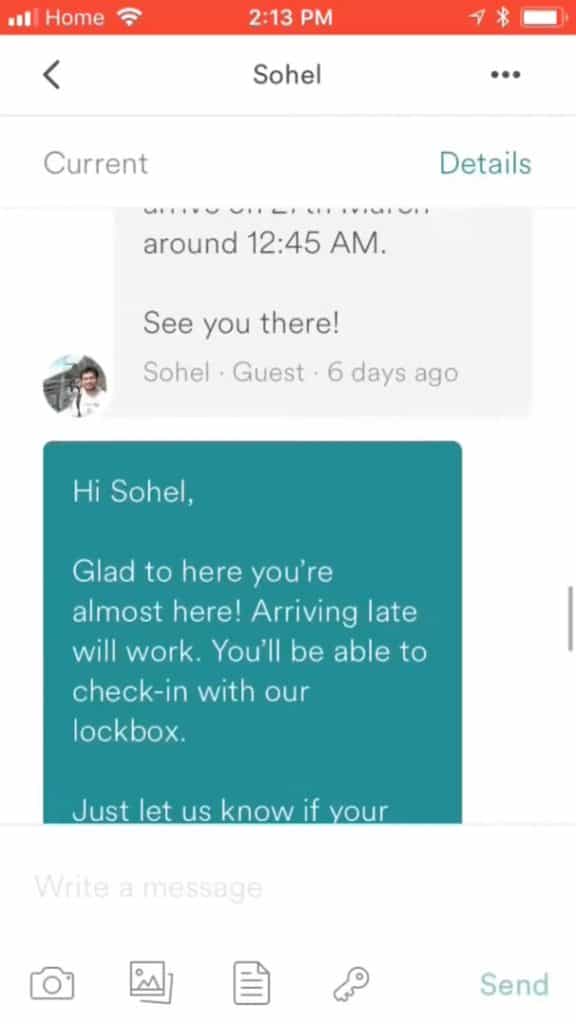 Home 2:13 PM
Sohel
Current Details
around 12:45 AM.
See you there!
Sohel · Guest · 6 days ago
Hi Sohel,
Glad to here you're
almost here! Arriving late
will work. You'll be able to
check-in with our
lockbox.
Just let us know if your
Write a message
Send